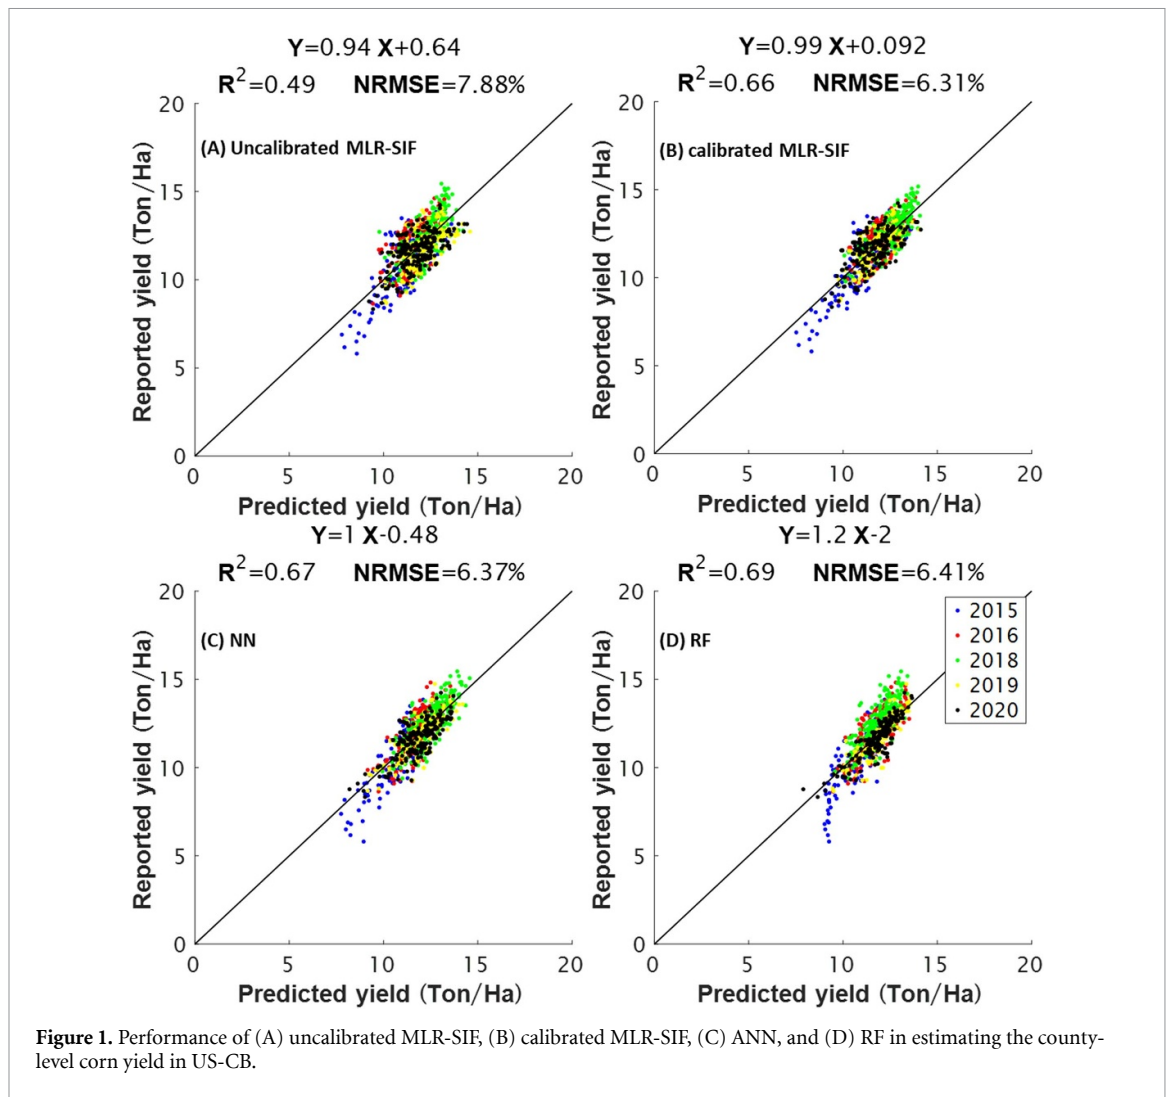 Y=0.94 X+0.64
R²=0.49 NRMSE=7.88%
(A) Uncalibrated MLR-SIF
Reported yield (Ton/Ha)
20
15
10
5
0
0 5 10 15 20
Predicted yield (Ton/Ha)
Y=0.99 X+0.092
R²=0.66 NRMSE=6.31%
(B) calibrated MLR-SIF
Reported yield (Ton/Ha)
20
15
10
5
0
0 5 10 15 20
Predicted yield (Ton/Ha)
Y=1 X-0.48
R²=0.67 NRMSE=6.37%
(C) NN
Reported yield (Ton/Ha)
20
15
10
5
0
0 5 10 15 20
Predicted yield (Ton/Ha)
Y=1.2 X-2
R²=0.69 NRMSE=6.41%
(D) RF
Reported yield (Ton/Ha)
20
15
10
5
0
0 5 10 15 20
Predicted yield (Ton/Ha)
2015
2016
2018
2019
2020
Figure 1. Performance of (A) uncalibrated MLR-SIF, (B) calibrated MLR-SIF, (C) ANN, and (D) RF in estimating the county-
level corn yield in US-CB.